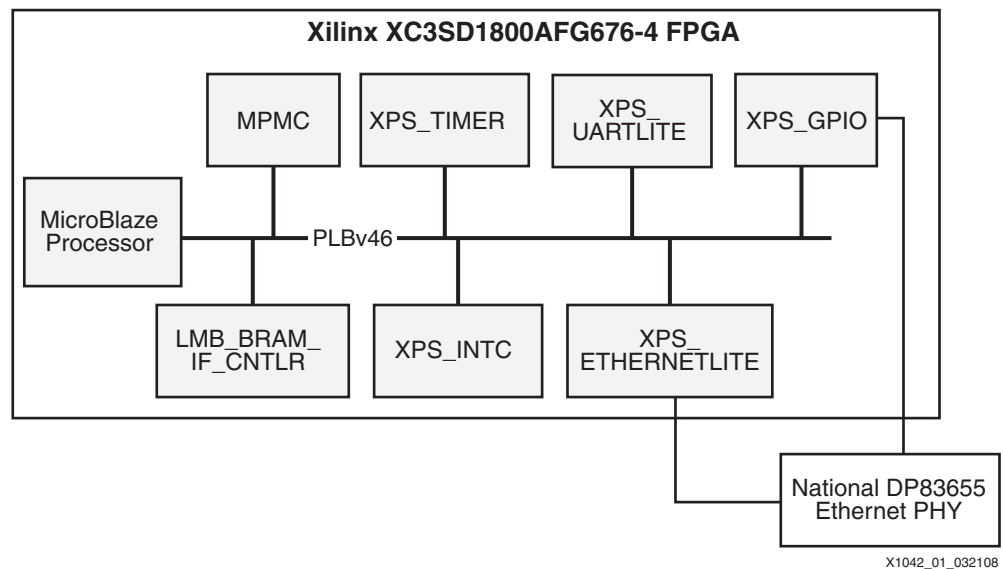 Xilinx XC3SD1800AFG676-4 FPGA
MPMC
XPS_TIMER
XPS_
UARTLITE
XPS_GPIO
MicroBlaze
Processor
PLBv46
LMB_BRAM_
IF_CNTLR
XPS_INTC
XPS_
ETHERNETLITE
National DP83655
Ethernet PHY
X1042_01_032108